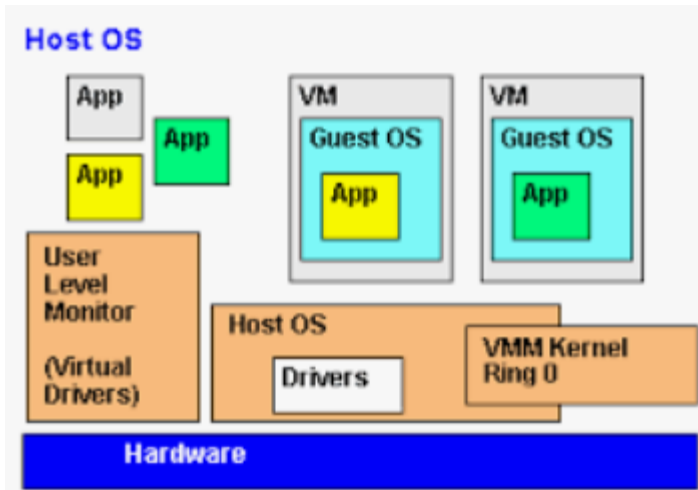 Host OS
App
App
App
VM
Guest OS
App
VM
Guest OS
App
User
Level
Monitor
(Virtual
Drivers)
Host OS
Drivers
VMM Kernel
Ring 0
Hardware